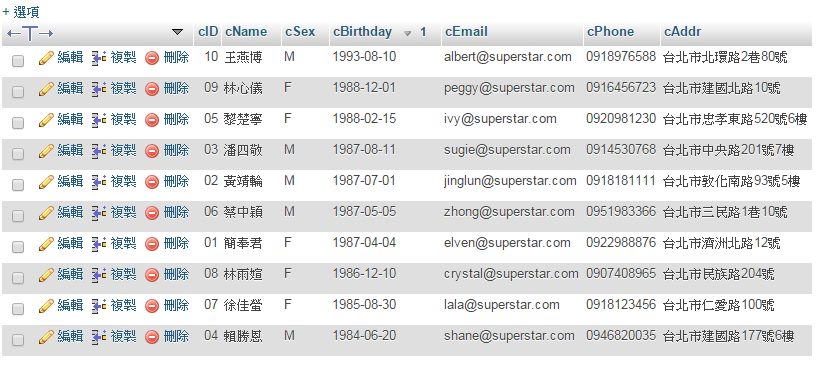 + 選項
←T→ cID cName cSex cBirthday 1 cEmail cPhone cAddr
編輯 複製 刪除 10 王燕博 M 1993-08-10 albert@superstar.com 0918976588 台北市北環路2巷80號
編輯 複製 刪除 09 林心儀 F 1988-12-01 peggy@superstar.com 0916456723 台北市建國北路10號
編輯 複製 刪除 05 黎楚寧 F 1988-02-15 ivy@superstar.com 0920981230 台北市忠孝東路520號6樓
編輯 複製 刪除 03 潘四敬 M 1987-08-11 sugie@superstar.com 0914530768 台北市中央路201號7樓
編輯 複製 刪除 02 黃靖輪 M 1987-07-01 jinglun@superstar.com 0918181111 台北市敦化南路93號5樓
編輯 複製 刪除 06 蔡中穎 M 1987-05-05 zhong@superstar.com 0951983366 台北市三民路1巷10號
編輯 複製 刪除 01 簡奉君 F 1987-04-04 elven@superstar.com 0922988876 台北市濟洲北路12號
編輯 複製 刪除 08 林雨媗 F 1986-12-10 crystal@superstar.com 0907408965 台北市民族路204號
編輯 複製 刪除 07 徐佳螢 F 1985-08-30 lala@superstar.com 0918123456 台北市仁愛路100號
編輯 複製 刪除 04 賴勝恩 M 1984-06-20 shane@superstar.com 0946820035 台北市建國路177號6樓